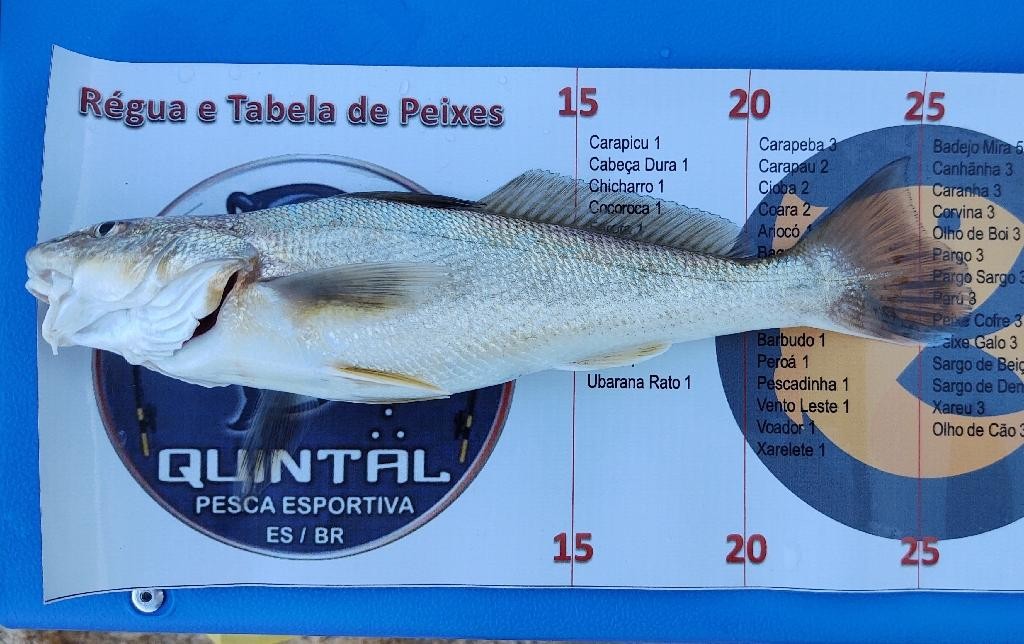 Régua e Tabela de Peixes
15 20 25
Carapicu 1
Cabeça Dura 1
Chicharro 1
Cocoroca 1
Ubarana Rato 1
Carapeba 3
Carapau 2
Cioba 2
Coara 2
Ariocó
Barbudo 1
Peroá 1
Pescadinha 1
Vento Leste 1
Voador 1
Xarelete 1
Badejo Mira 5
Canhãnha 3
Caranha 3
Corvina 3
Olho de Boi 3
Pargo 3
Pargo Sargo 3
Paru 3
Peixe Cofre 3
Peixe Galo 3
Sargo de
Sargo de
Xareu 3
Olho de Cão 3
QUINTAL
PESCA ESPORTIVA
ES / BR
15 20 25